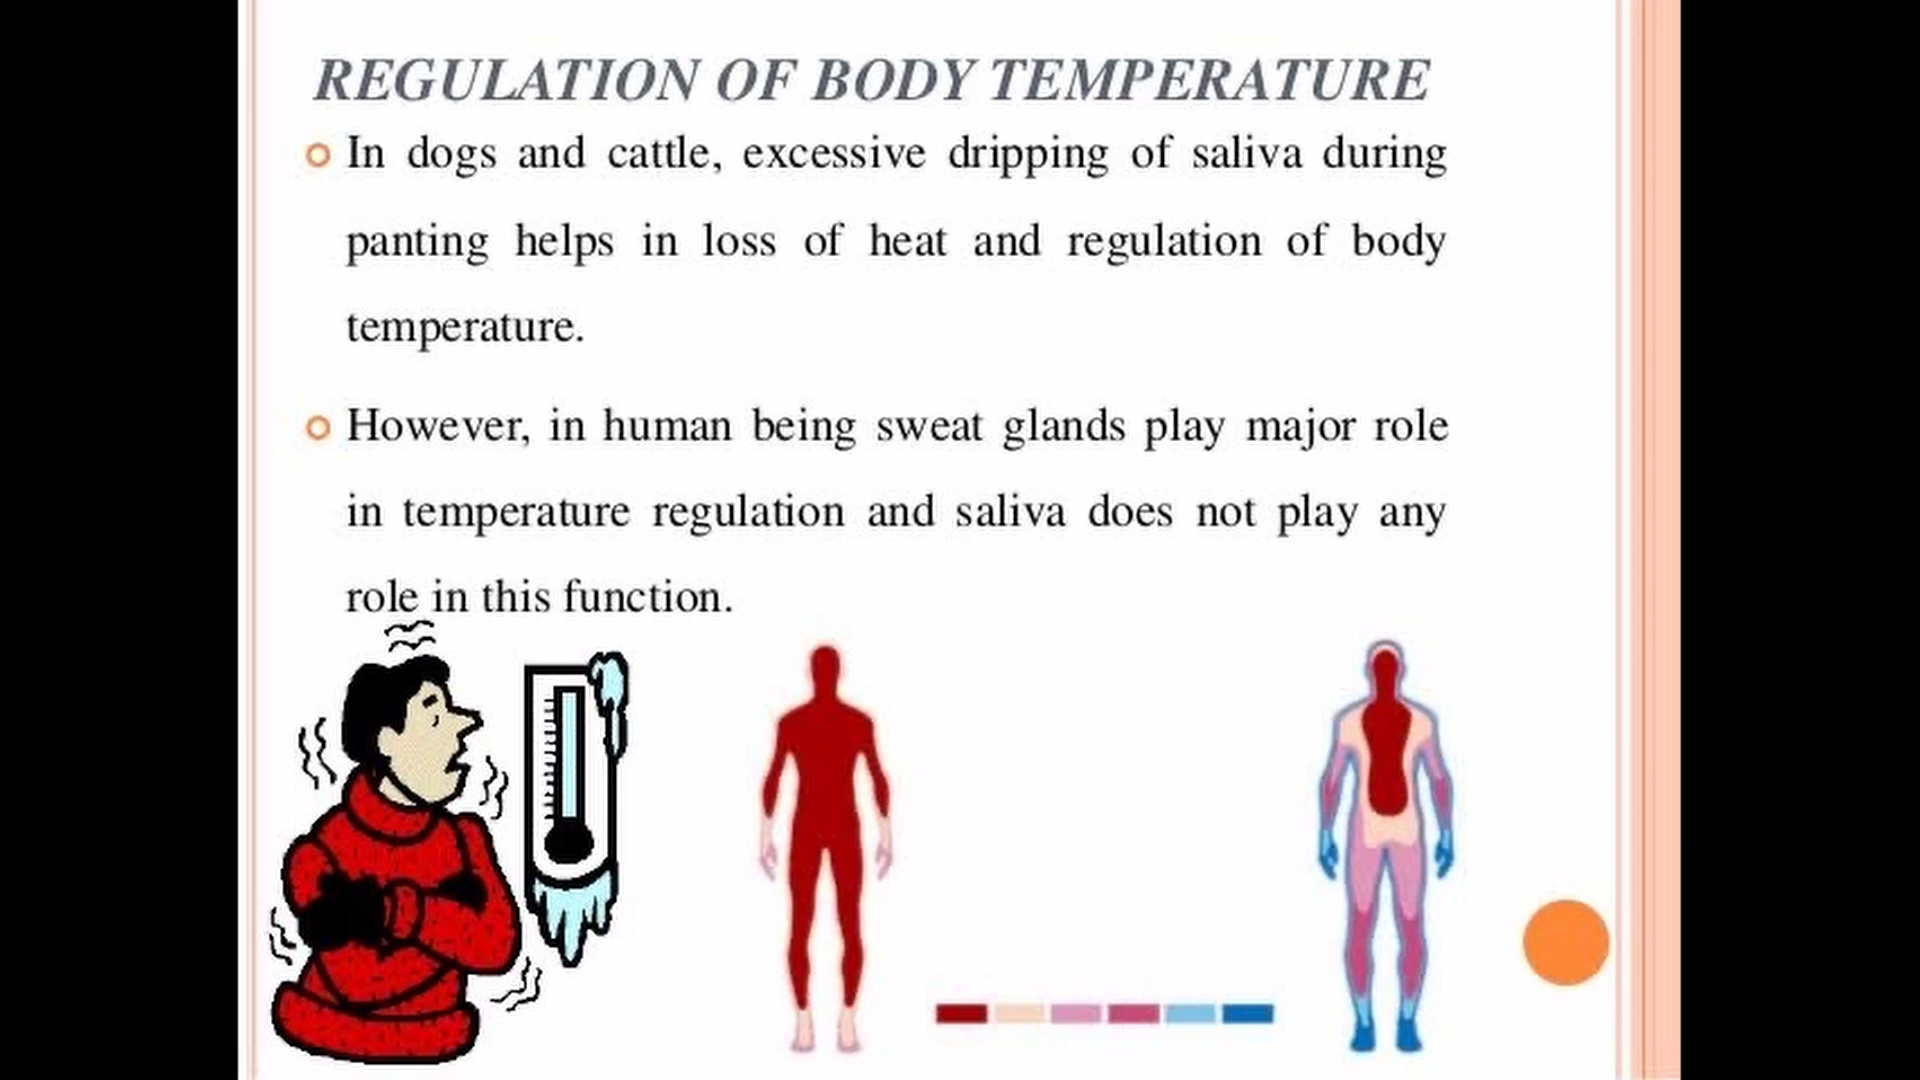 REGULATION OF BODY TEMPERATURE
In dogs and cattle, excessive dripping of saliva during
panting helps in loss of heat and regulation of body
temperature.
However, in human being sweat glands play major role
in temperature regulation and saliva does not play any
role in this function.